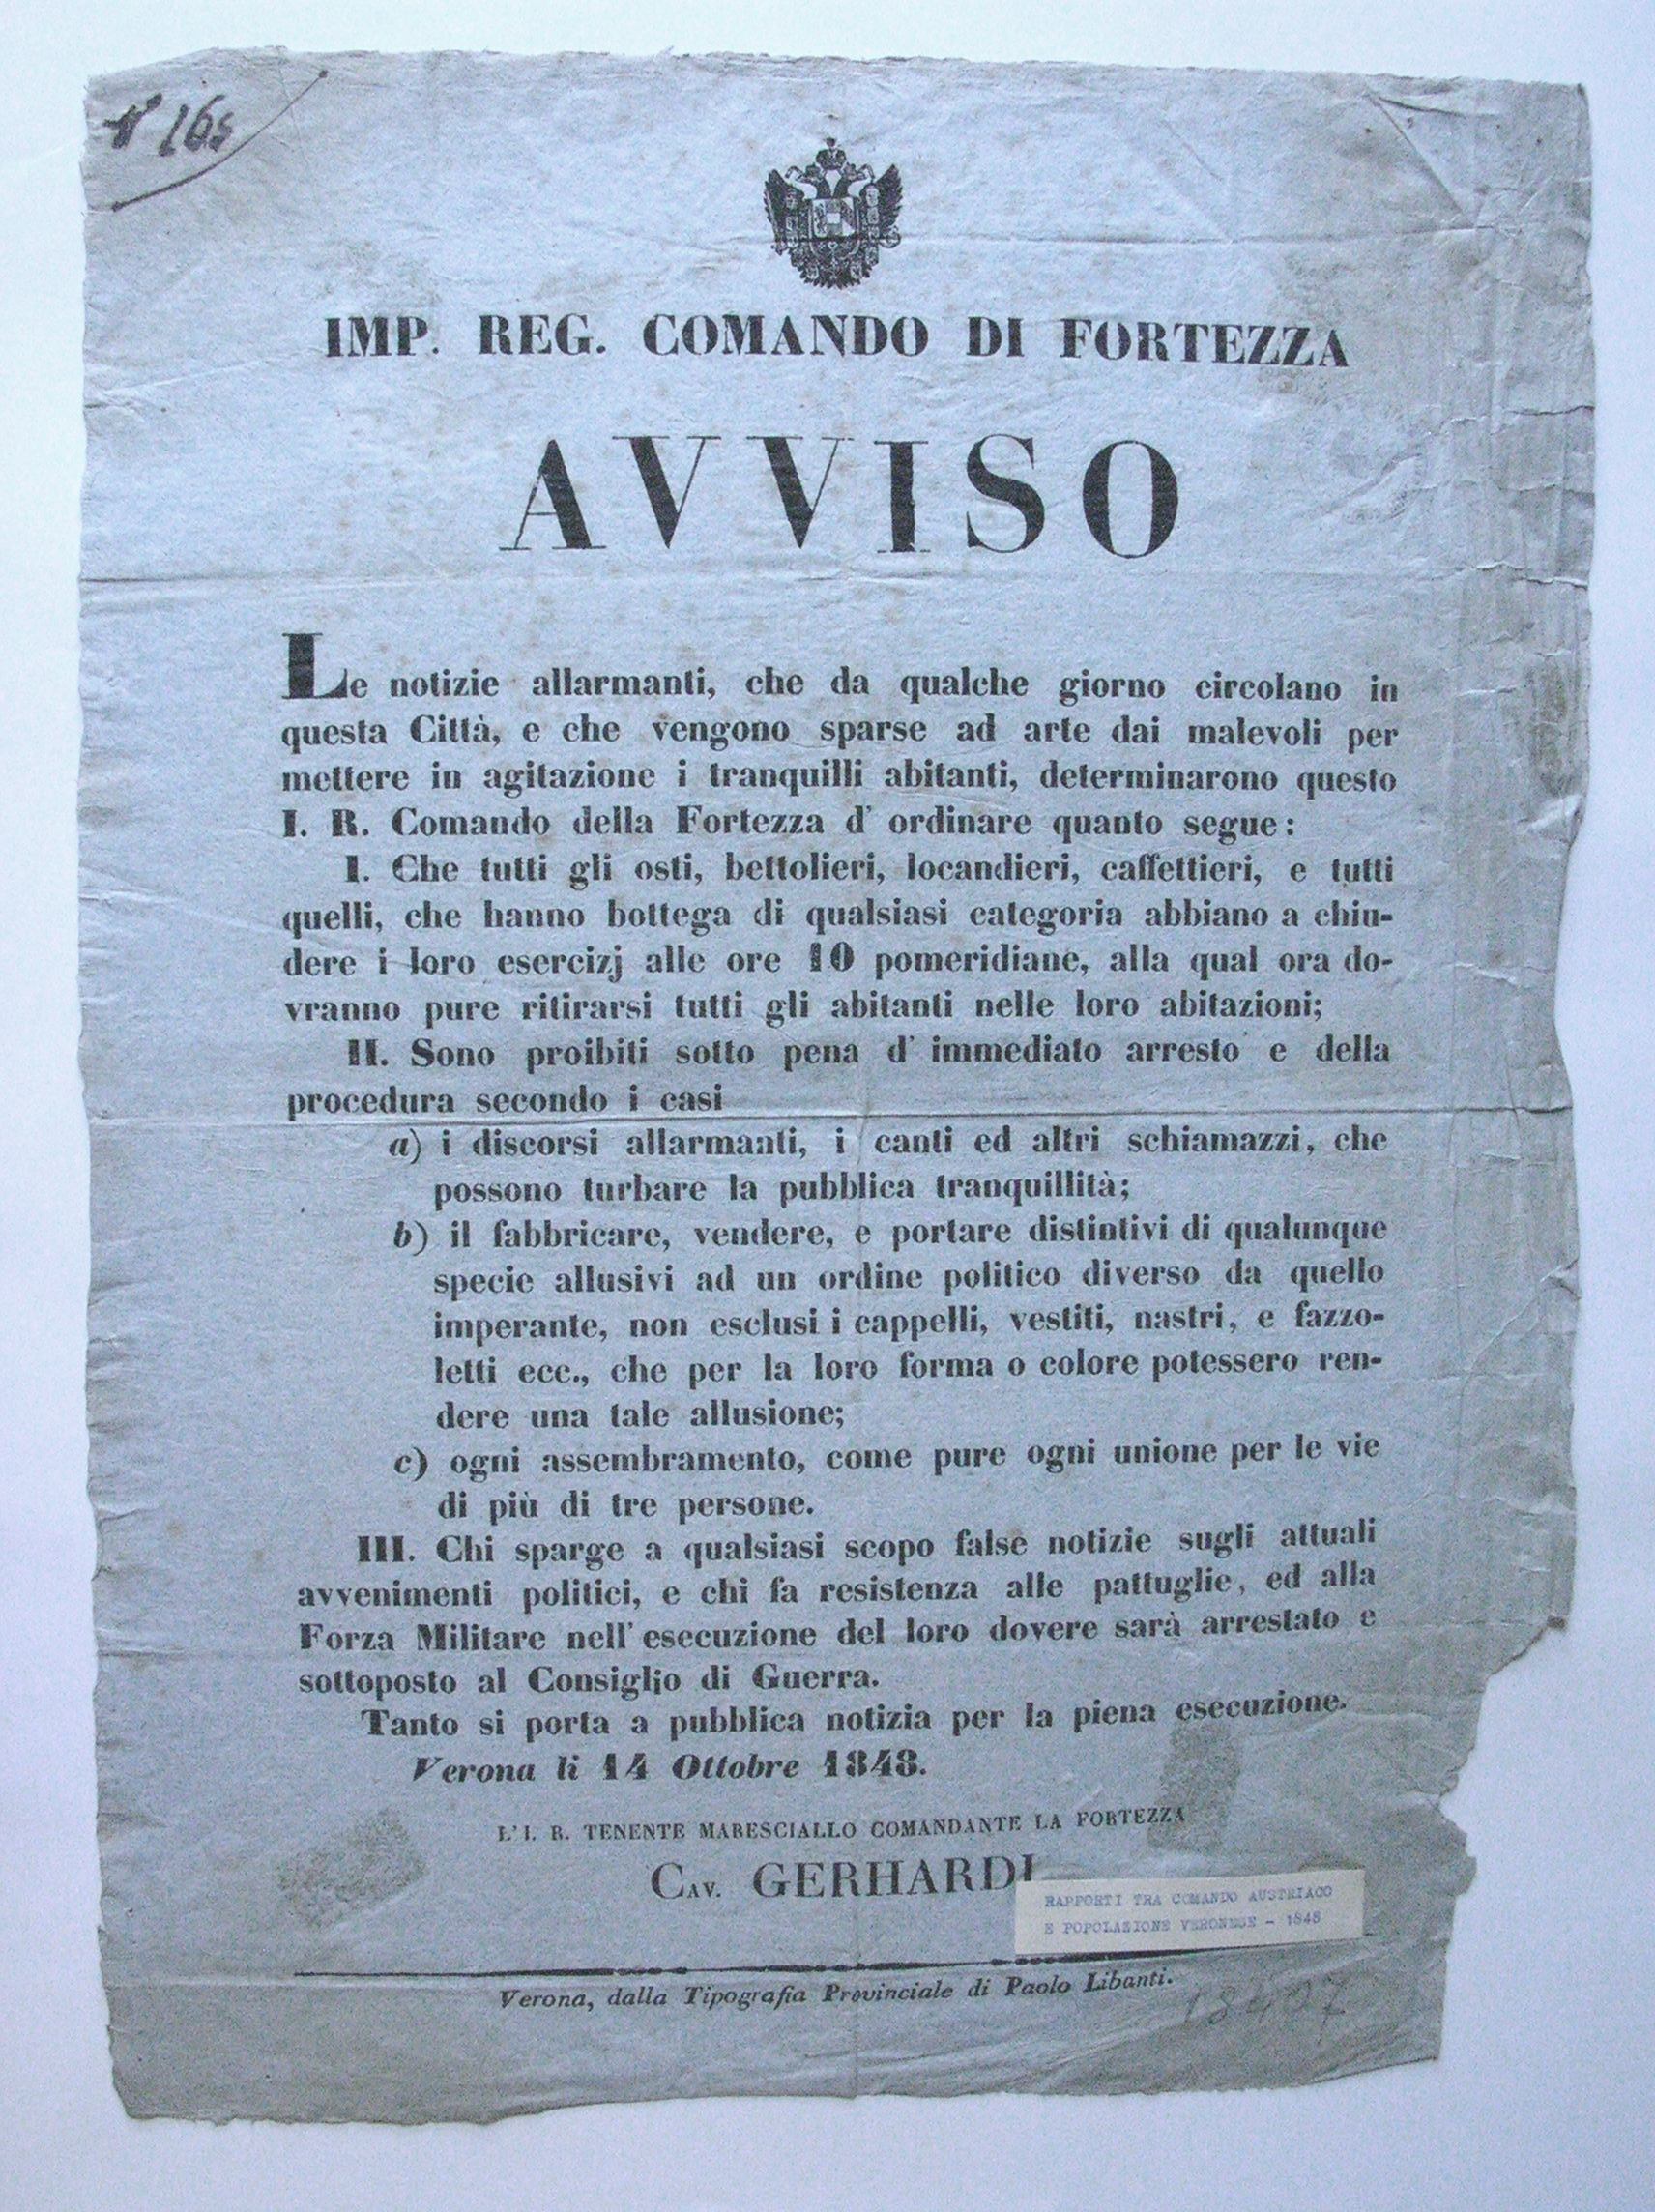 N° 165
IMP. REG. COMANDO DI FORTEZZA
AVVISO
Le notizie allarmanti, che da qualche giorno circolano in
questa Città, e che vengono sparse ad arte dai malevoli per
mettere in agitazione i tranquilli abitanti, determinarono questo
I. R. Comando della Fortezza d' ordinare quanto segue:
I. Che tutti gli osti, bettolieri, locandieri, caffettieri, e tutti
quelli, che hanno bottega di qualsiasi categoria abbiano a chiu-
dere i loro esercizj alle ore 10 pomeridiane, alla qual ora do-
vranno pure ritirarsi tutti gli abitanti nelle loro abitazioni;
II. Sono proibiti sotto pena d' immediato arresto e della
procedura secondo i casi
a) i discorsi allarmanti, i canti ed altri schiamazzi, che
possono turbare la pubblica tranquillità;
b) il fabbricare, vendere, e portare distintivi di qualunque
specie allusivi ad un ordine politico diverso da quello
imperante, non esclusi i cappelli, vestiti, nastri, e fazzo-
letti ecc., che per la loro forma o colore potessero ren-
dere una tale allusione;
c) ogni assembramento, come pure ogni unione per le vie
di più di tre persone.
III. Chi sparge a qualsiasi scopo false notizie sugli attuali
avvenimenti politici, e chi fa resistenza alle pattuglie, ed alla
Forza Militare nell' esecuzione del loro dovere sarà arrestato e
sottoposto al Consiglio di Guerra.
Tanto si porta a pubblica notizia per la piena esecuzione.
Verona li 14 Ottobre 1848.
L' I. R. TENENTE MARESCIALLO COMANDANTE LA FORTEZZA
CAV. GERHARDI
RAPPORTI TRA COMANDO AUSTRIACO
E POPOLAZIONE VERONESE - 1848
Verona, dalla Tipografia Provinciale di Paolo Libanti.